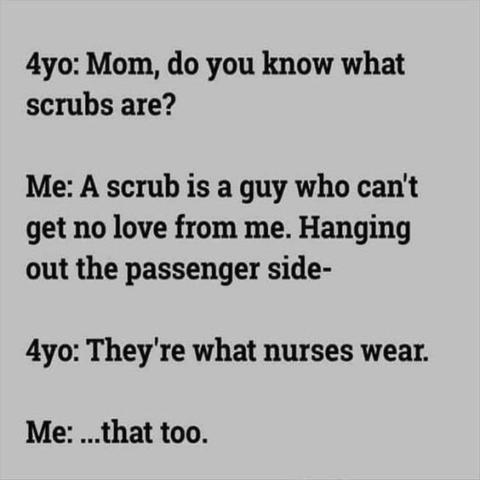 4yo: Mom, do you know what
scrubs are?
Me: A scrub is a guy who can't
get no love from me. Hanging
out the passenger side-
4yo: They're what nurses wear.
Me: ...that too.